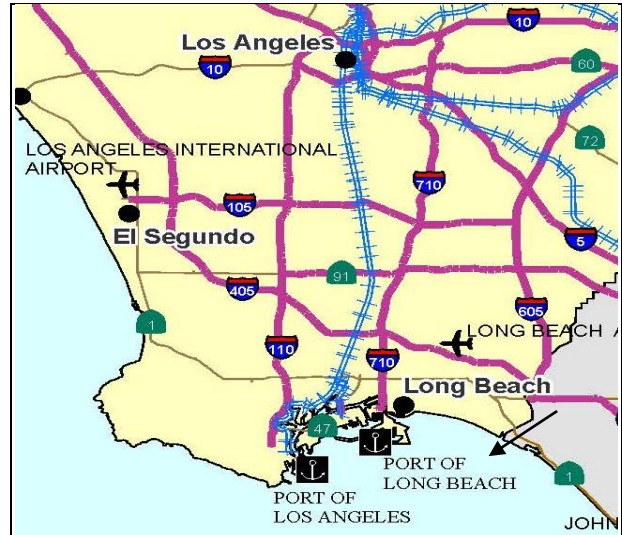 Los Angeles
10
10
60
72
LOS ANGELES INTERNATIONAL
AIRPORT
710
105
El Segundo
5
91
405
605
1
110
710
LONG BEACH A
Long Beach
47
PORT OF
LONG BEACH
PORT OF
LOS ANGELES
1
JOHN